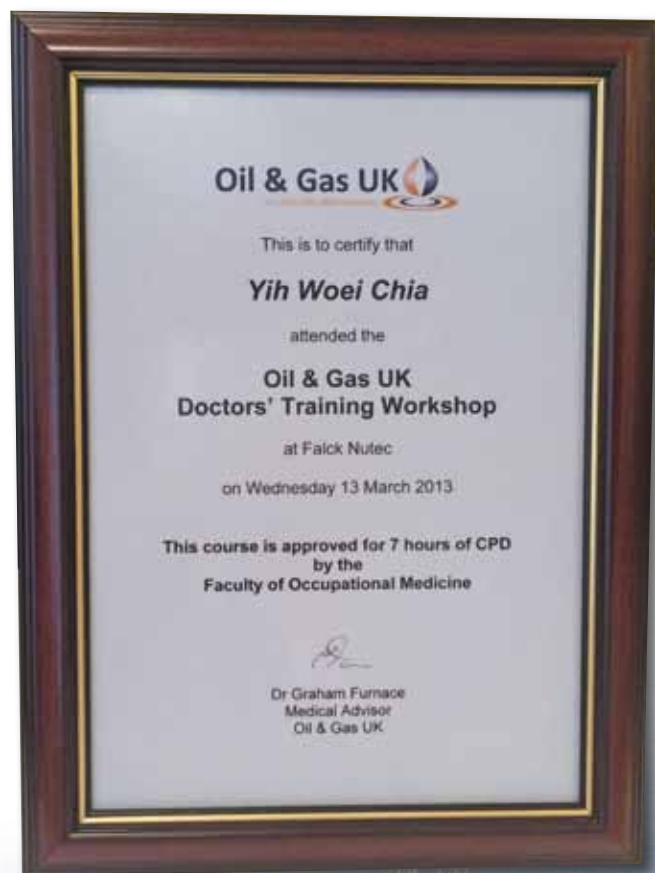 Oil & Gas UK
This is to certify that
Yih Woei Chia
attended the
Oil & Gas UK
Doctors' Training Workshop
at Falck Nutec
on Wednesday 13 March 2013
This course is approved for 7 hours of CPD
by the
Faculty of Occupational Medicine
Dr Graham Furnace
Medical Advisor
Oil & Gas UK